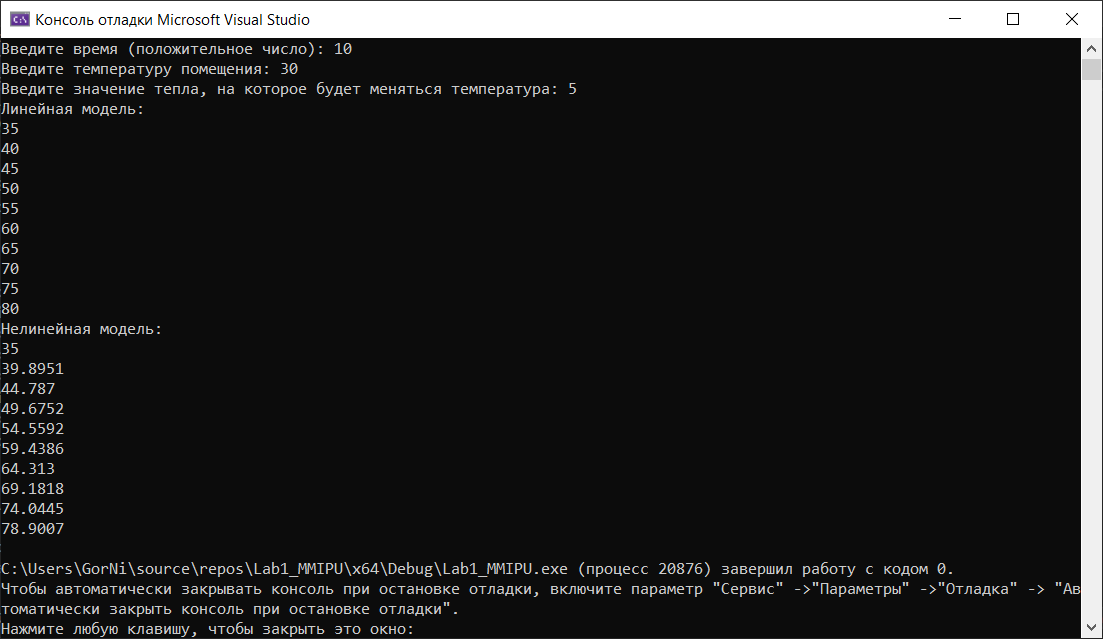 Консоль отладки Microsoft Visual Studio
Введите время (положительное число): 10
Введите температуру помещения: 30
Введите значение тепла, на которое будет меняться температура: 5
Линейная модель:
35
40
45
50
55
60
65
70
75
80
Нелинейная модель:
35
39.8951
44.787
49.6752
54.5592
59.4386
64.313
69.1818
74.0445
78.9007
C:\Users\GorNi\source\repos\Lab1_MMIPU\x64\Debug\Lab1_MMIPU.exe (процесс 20876) завершил работу с кодом 0.
Чтобы автоматически закрывать консоль при остановке отладки, включите параметр "Сервис" ->"Параметры" ->"Отладка" -> "Ав
томатически закрыть консоль при остановке отладки".
Нажмите любую клавишу, чтобы закрыть это окно: